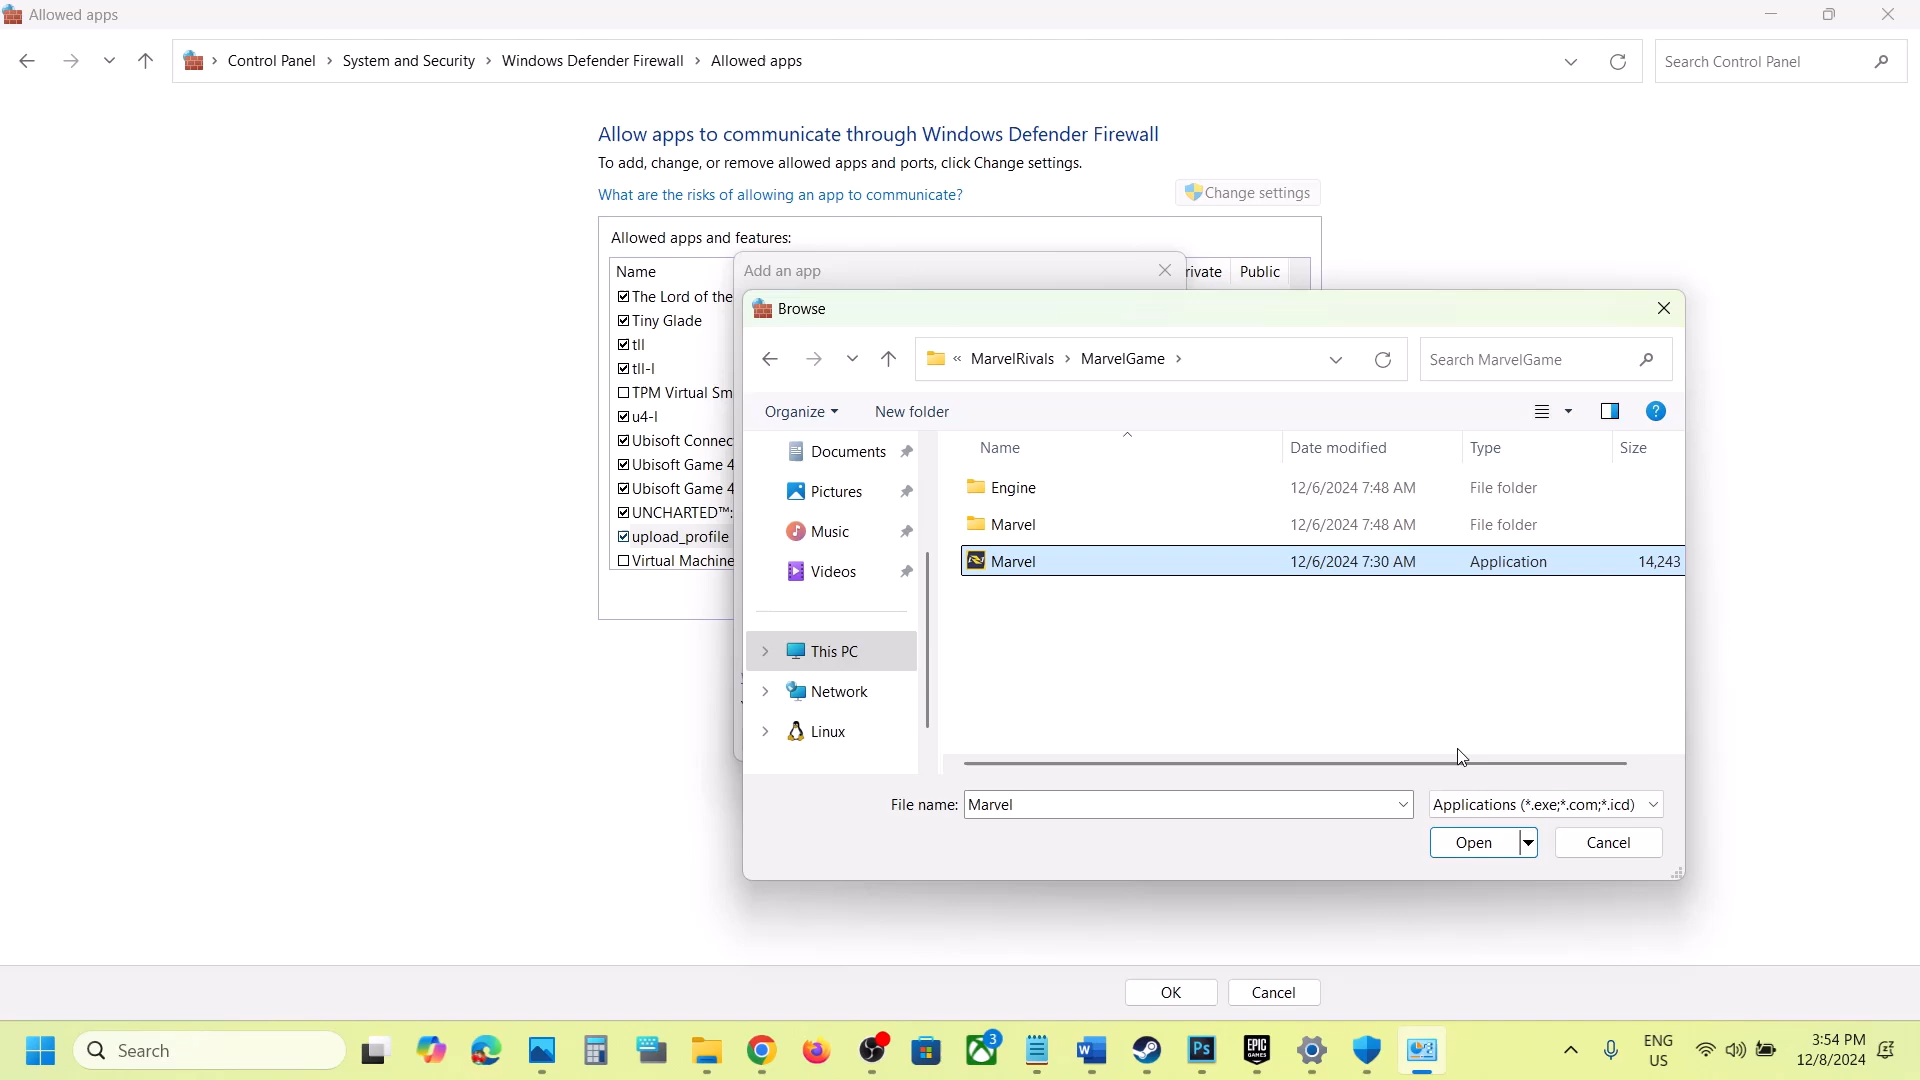 Allowed apps
Control Panel > System and Security > Windows Defender Firewall > Allowed apps
Search Control Panel
Allow apps to communicate through Windows Defender Firewall
To add, change, or remove allowed apps and ports, click Change settings.
What are the risks of allowing an app to communicate?
Change settings
Allowed apps and features:
Name
rivate
Public
The Lord of the
Tiny Glade
tll
tll-l
TPM Virtual Sm
u4-l
Ubisoft Connec
Ubisoft Game 4
Ubisoft Game 4
UNCHARTED™:
upload_profile
Virtual Machine
Add an app
Browse
« MarvelRivals > MarvelGame >
Search MarvelGame
Organize
New folder
Documents
Pictures
Music
Videos
This PC
Network
Linux
Name Date modified Type Size
Engine 12/6/2024 7:48 AM File folder
Marvel 12/6/2024 7:48 AM File folder
Marvel 12/6/2024 7:30 AM Application 14,243
File name: Marvel
Applications (*.exe;*.com;*.icd)
Open
Cancel
OK
Cancel
Search
3
Ps
EPIC
GAMES
ENG
US
3:54 PM
12/8/2024